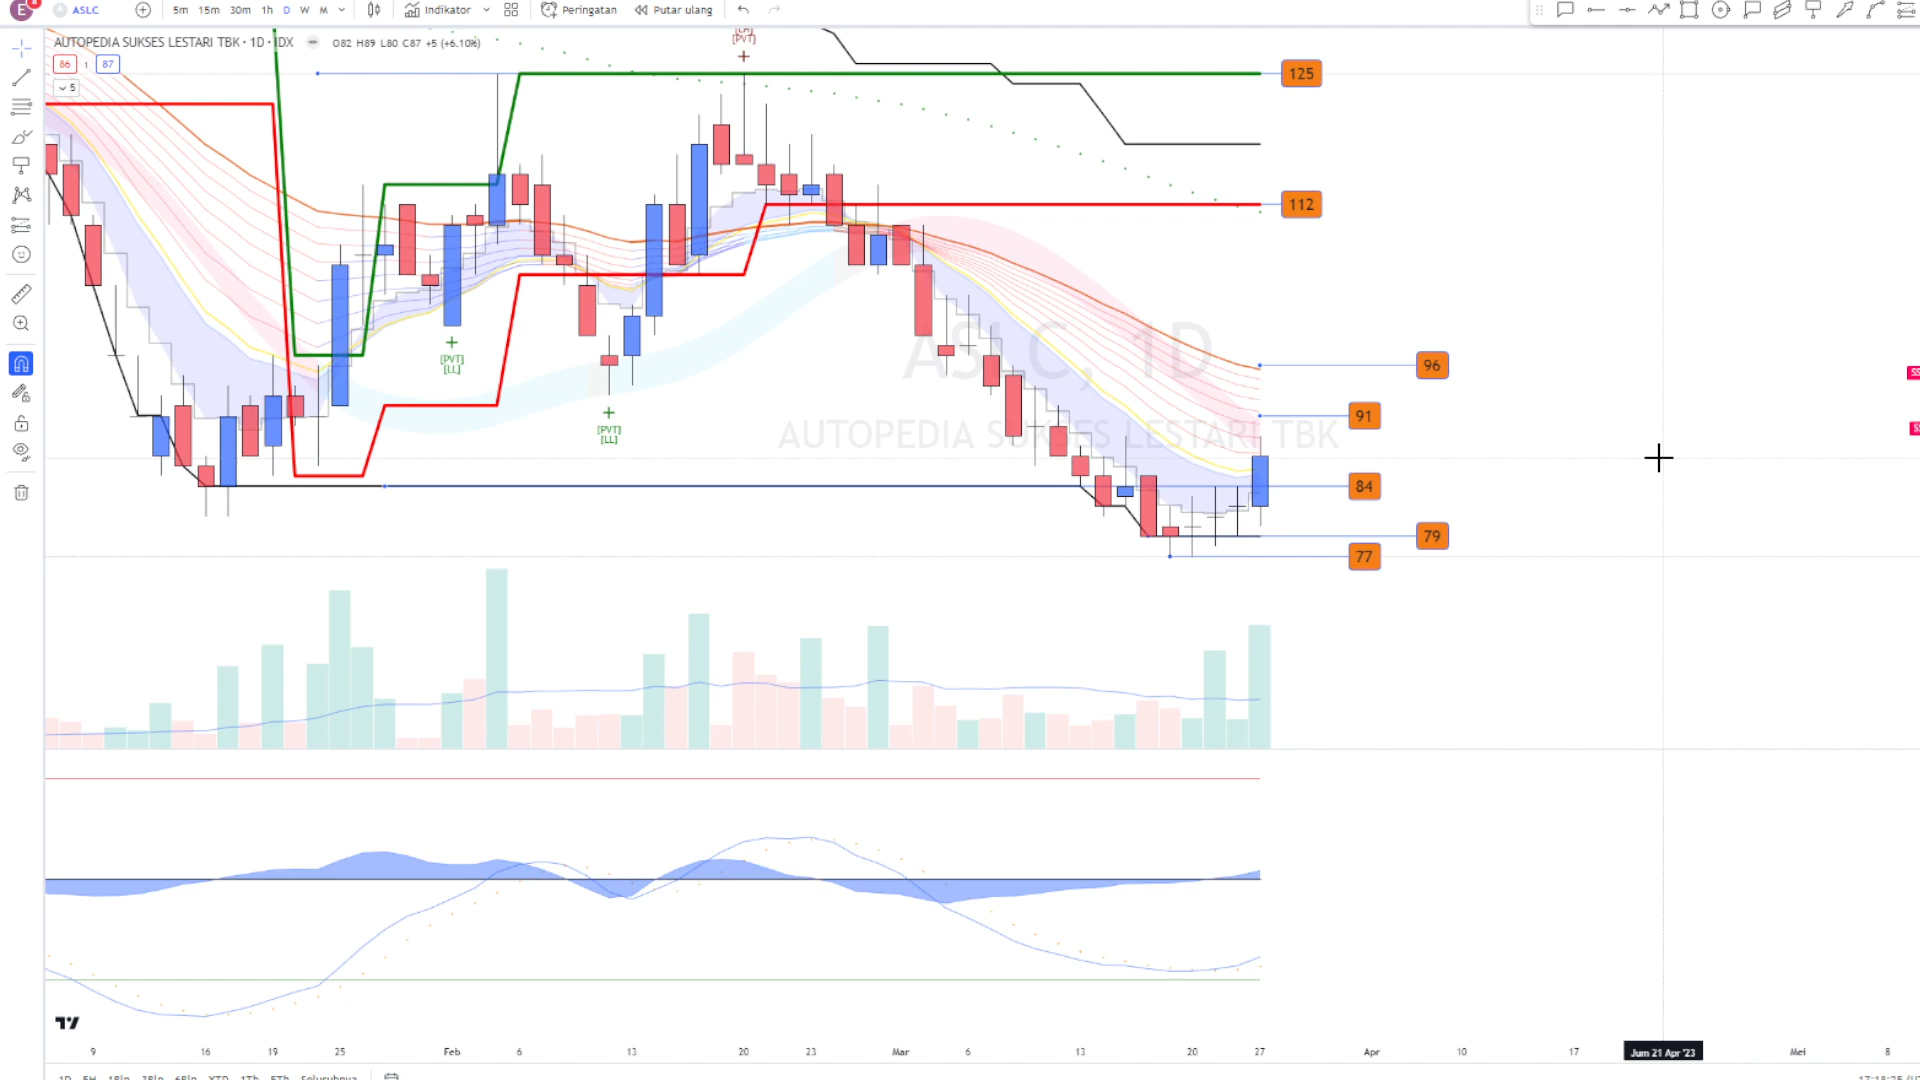 E 8 ASLC 5m 15m 30m 1h D W M Indikator Peringatan Putar ulang
AUTOPEDIA SUKSES LESTARI TBK · 1D · IDX O82 H89 L80 C87 +5 (+6.10%)
86 1 87
5
[PVT]
125
112
[PVT]
[LL]
[PVT]
[LL]
ASLC, 1D
AUTOPEDIA SUKSES LESTARI TBK
96
91
84
79
77
9 16 19 25 Feb 6 13 20 23 Mar 6 13 20 27 Apr 10 17 Jum 21 Apr '23 Mei 8